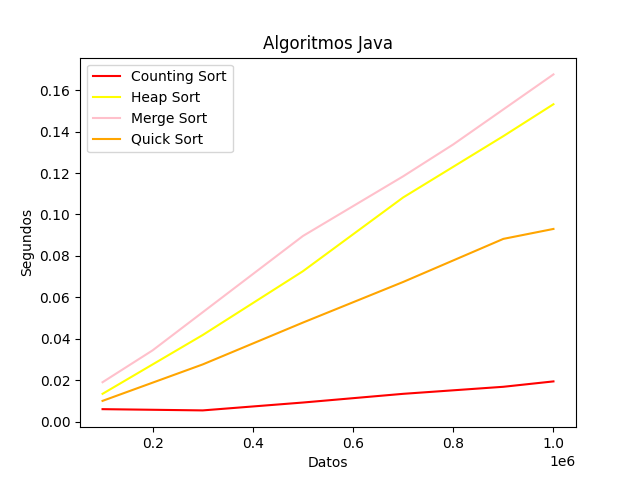 Algoritmos Java
Counting Sort
Heap Sort
Merge Sort
Quick Sort
0.16
0.14
0.12
0.10
0.08
0.06
0.04
0.02
0.00
Segundos
0.2 0.4 0.6 0.8 1.0
1e6
Datos